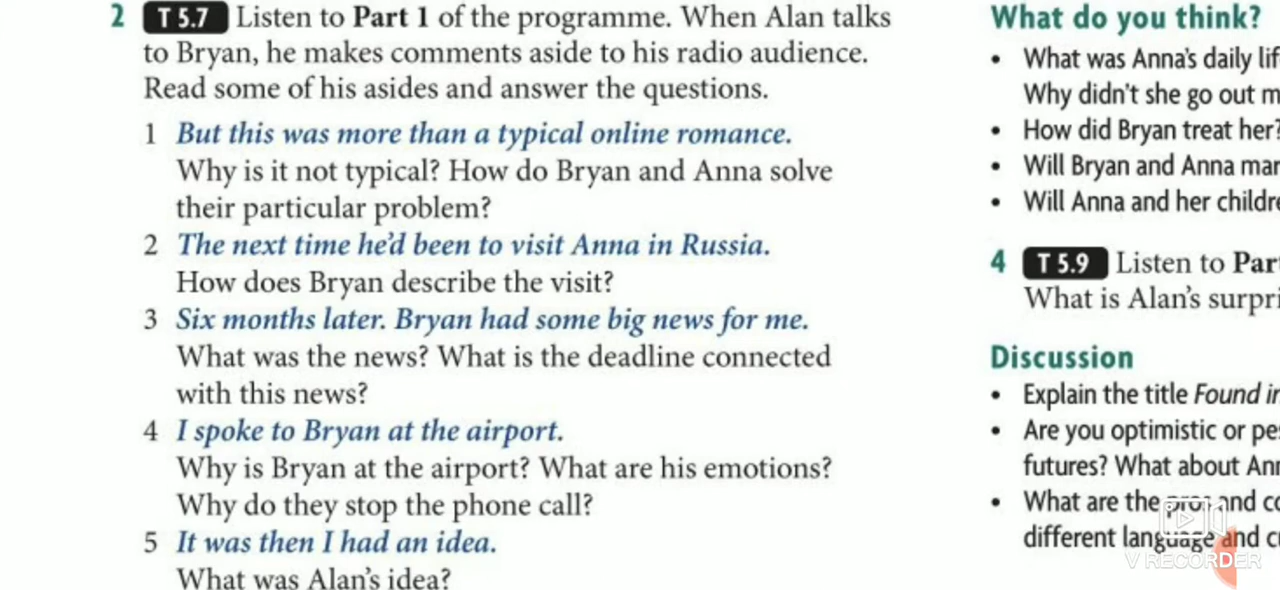 2 T 5.7 Listen to Part 1 of the programme. When Alan talks
to Bryan, he makes comments aside to his radio audience.
Read some of his asides and answer the questions.
1 But this was more than a typical online romance.
Why is it not typical? How do Bryan and Anna solve
their particular problem?
2 The next time he'd been to visit Anna in Russia.
How does Bryan describe the visit?
3 Six months later. Bryan had some big news for me.
What was the news? What is the deadline connected
with this news?
4 I spoke to Bryan at the airport.
Why is Bryan at the airport? What are his emotions?
Why do they stop the phone call?
5 It was then I had an idea.
What was Alan's idea?
What do you think?
• What was Anna's daily
Why didn't she go out
• How did Bryan treat her?
• Will Bryan and Anna
• Will Anna and her
4 T 5.9 Listen to
What is Alan's
Discussion
• Explain the title Found
• Are you optimistic or
futures? What about
• What are the pros and
different language and
V RECORDER